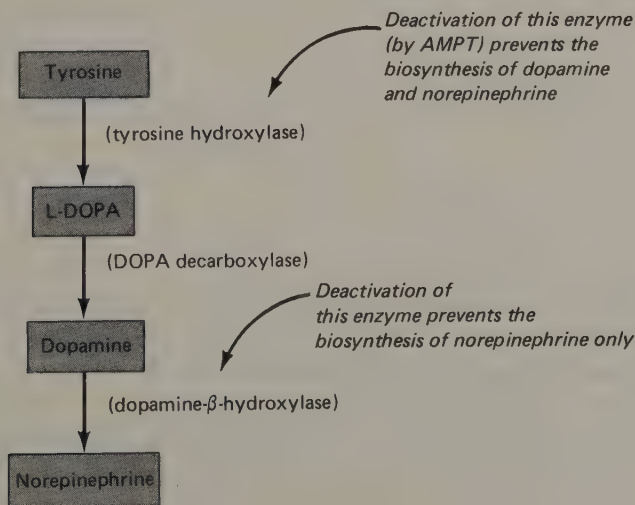 Deactivation of this enzyme
(by AMPT) prevents the
biosynthesis of dopamine
and norepinephrine
Tyrosine
(tyrosine hydroxylase)
L-DOPA
(DOPA decarboxylase)
Deactivation of
this enzyme prevents the
biosynthesis of norepinephrine only
Dopamine
(dopamine-β-hydroxylase)
Norepinephrine